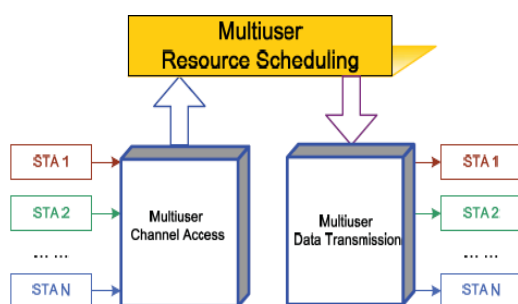 Multiuser
Resource Scheduling
STA 1
STA 2
... ...
STA N
Multiuser
Channel Access
Multiuser
Data Transmission
STA 1
STA 2
... ...
STA N